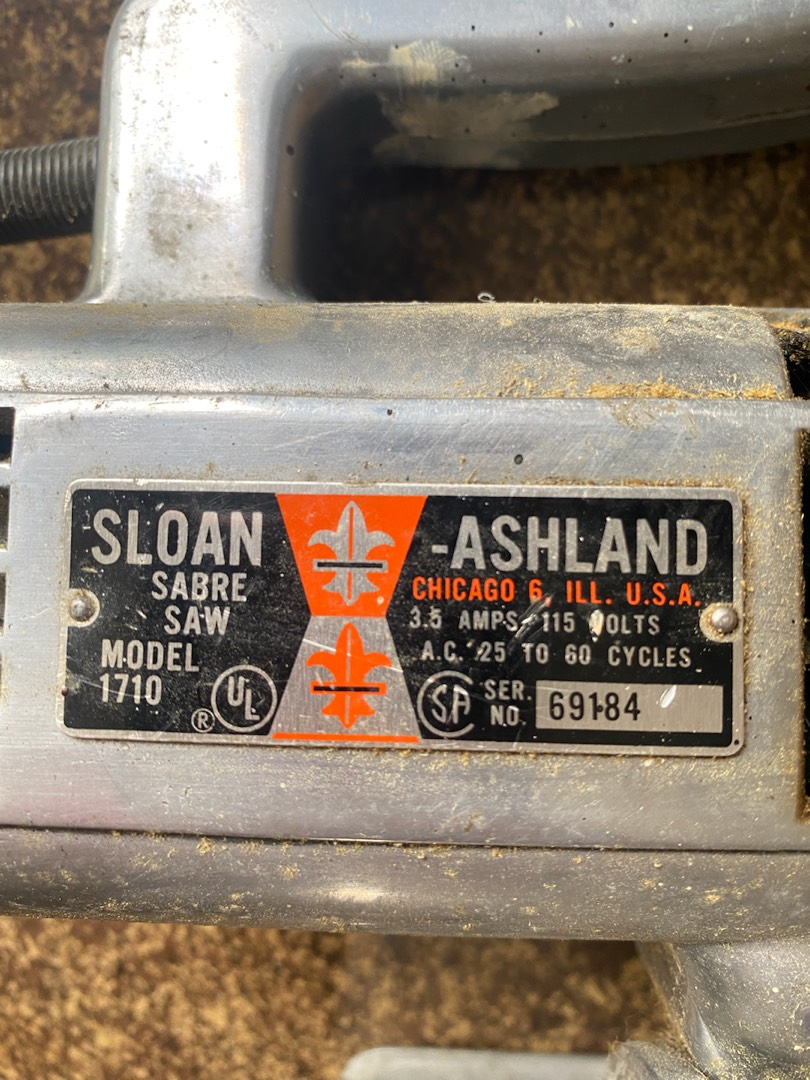 SLOAN -ASHLAND
SABRE
SAW
MODEL
1710
® UL
CHICAGO 6, ILL. U.S.A.
3.5 AMPS 115 VOLTS
A.C. 25 TO 60 CYCLES
SA SER.
NO. 69184